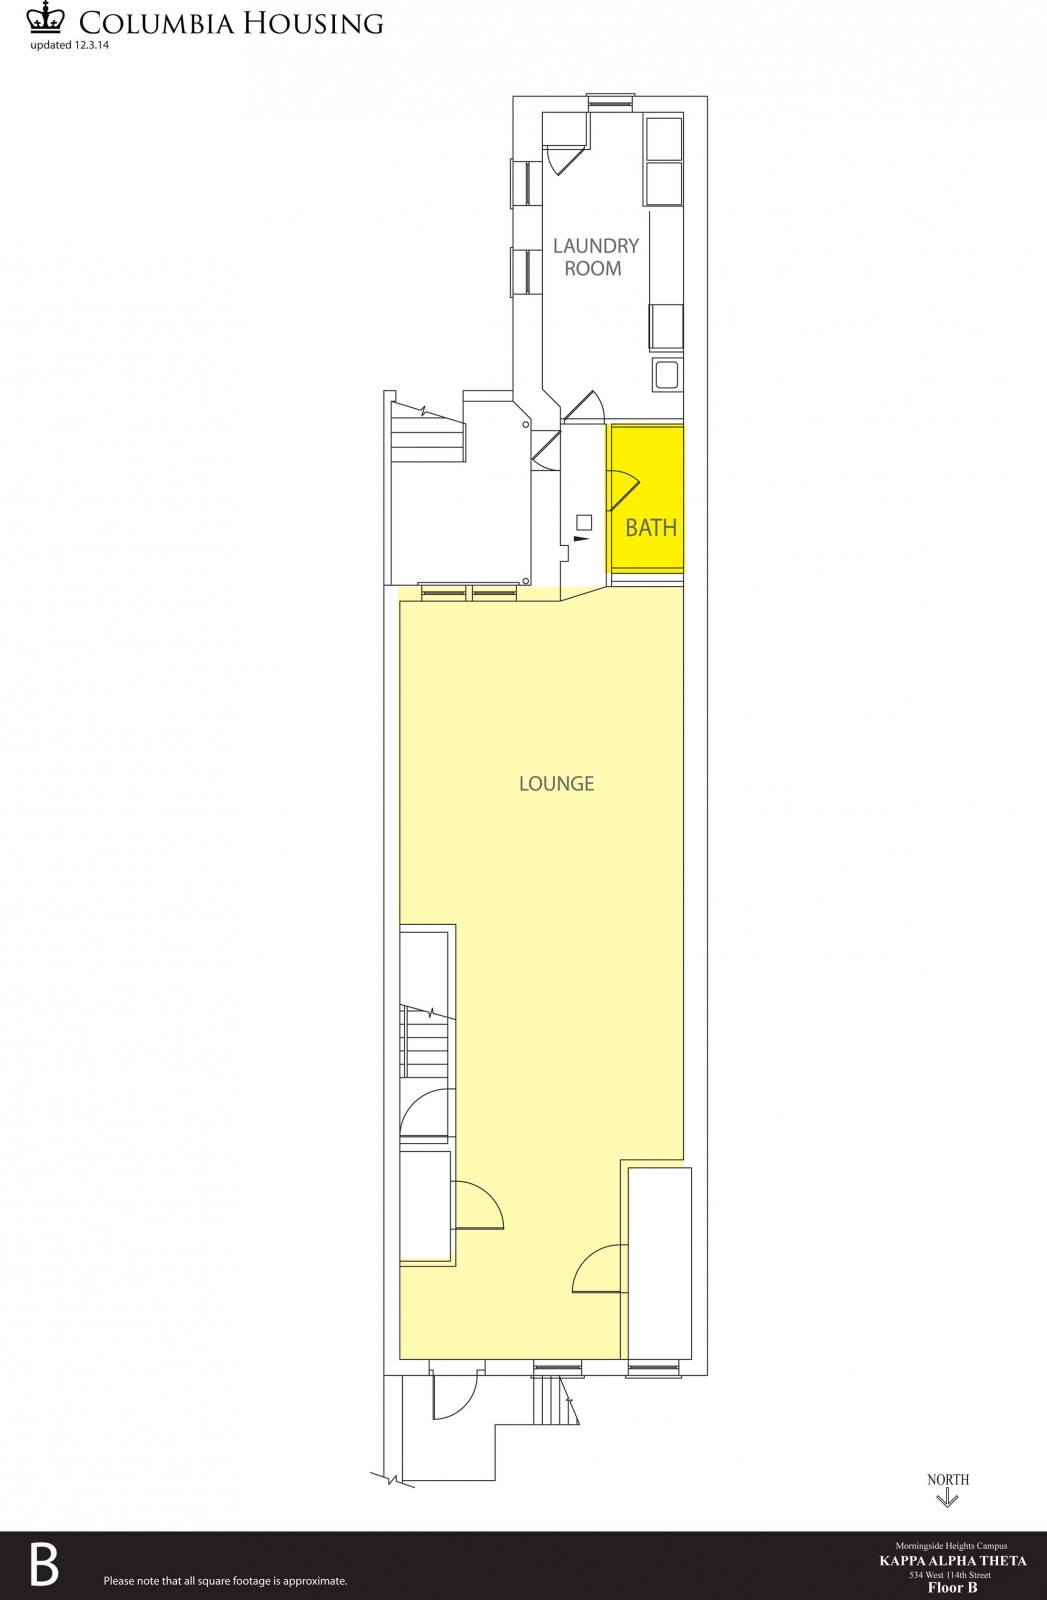 COLUMBIA HOUSING
updated 12.3.14
LAUNDRY
ROOM
BATH
LOUNGE
NORTH
B
Please note that all square footage is approximate.
Morningside Heights Campus
KAPPA ALPHA THETA
534 West 114th Street
Floor B